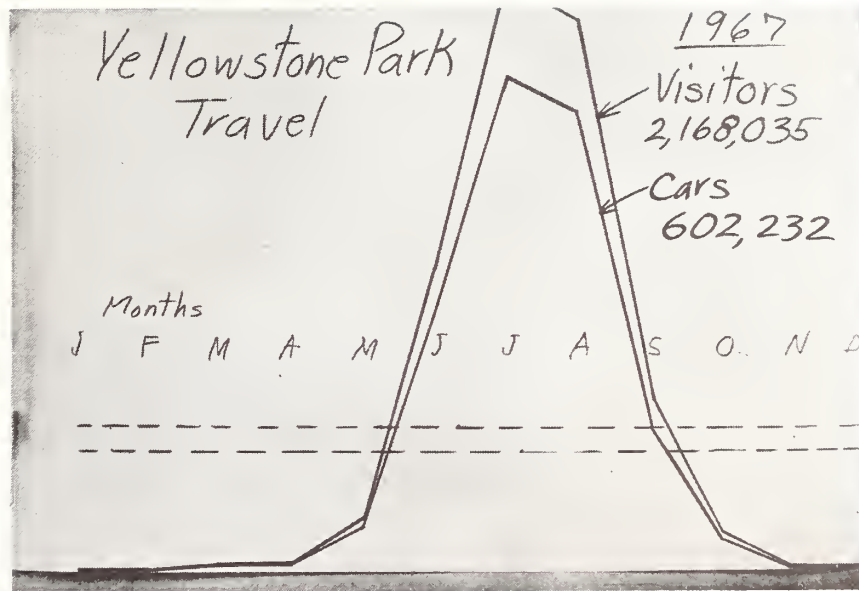 Yellowstone Park
Travel
1967
Visitors
2,168,035
Cars
602,232
Months
J F M A M J J A S O N D